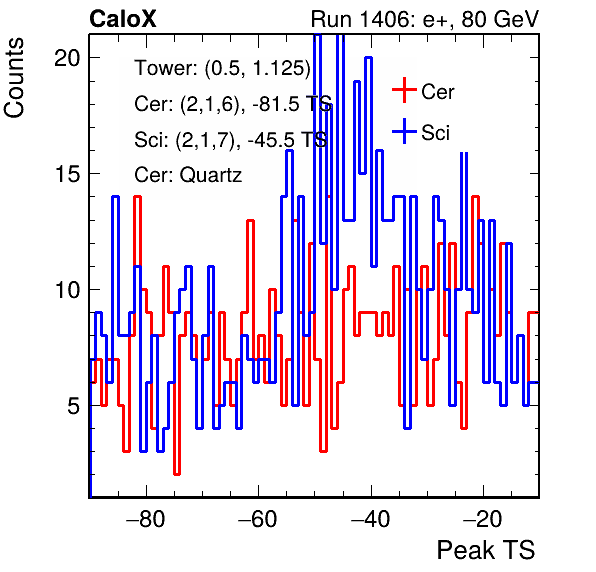 CaloX Run 1406: e+, 80 GeV
Counts
20
15
10
5
Tower: (0.5, 1.125)
Cer: (2,1,6), -81.5 TS
Sci: (2,1,7), -45.5 TS
Cer: Quartz
Cer
Sci
−80 −60 −40 −20
Peak TS